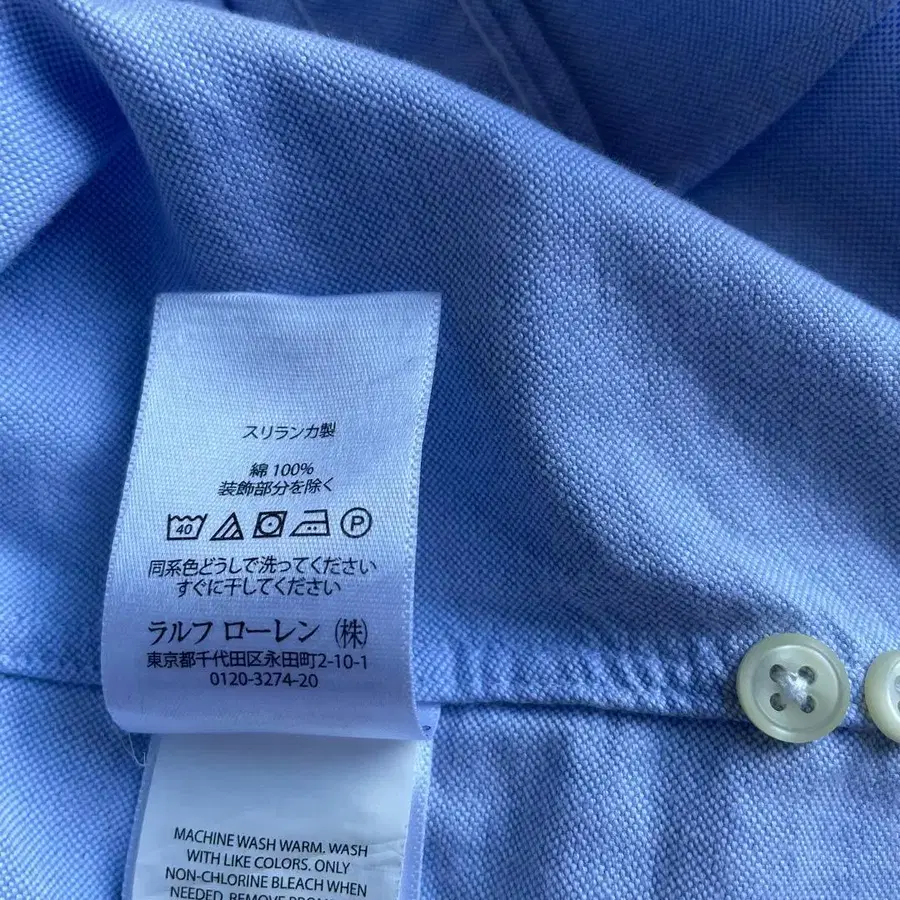 スリランカ製
綿 100%
装飾部分を除く
40 P
同系色どうしで洗ってください
すぐに干してください
ラルフ ローレン (株)
東京都千代田区永田町2-10-1
0120-3274-20
MACHINE WASH WARM. WASH
WITH LIKE COLORS. ONLY
NON-CHLORINE BLEACH WHEN
NEEDED. REMOVE